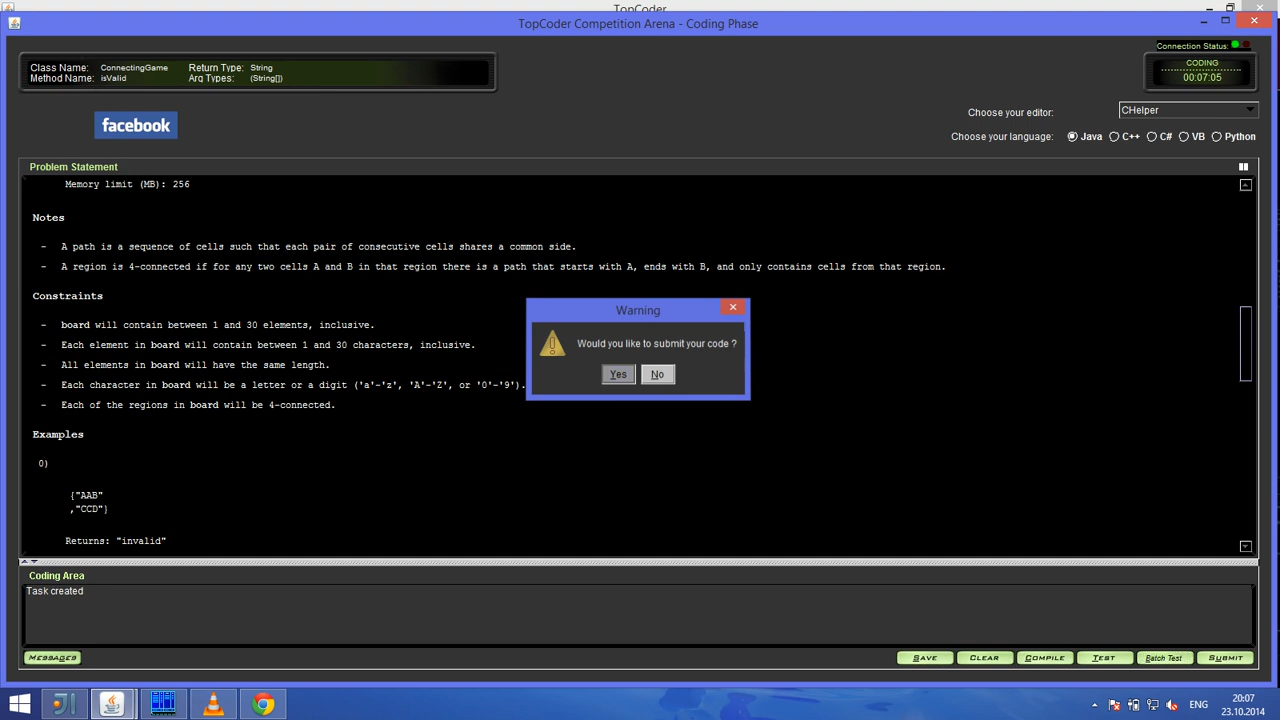 TopCoder
TopCoder Competition Arena - Coding Phase
Connection Status:
Class Name: ConnectingGame Return Type: String
Method Name: isValid Arg Types: (String[])
CODING
00:07:05
facebook
Choose your editor: CHelper
Choose your language: Java C++ C# VB Python
Problem Statement
Memory limit (MB): 256
Notes
- A path is a sequence of cells such that each pair of consecutive cells shares a common side.
- A region is 4-connected if for any two cells A and B in that region there is a path that starts with A, ends with B, and only contains cells from that region.
Constraints
- board will contain between 1 and 30 elements, inclusive.
- Each element in board will contain between 1 and 30 characters, inclusive.
- All elements in board will have the same length.
- Each character in board will be a letter or a digit ('a'-'z', 'A'-'Z', or '0'-'9').
- Each of the regions in board will be 4-connected.
Warning
Would you like to submit your code ?
Yes No
Examples
0)
{"AAB"
,"CCD"}
Returns: "invalid"
Coding Area
Task created
MESSAGES SAVE CLEAR COMPILE TEST Batch Test SUBMIT
ENG
20:07
23.10.2014